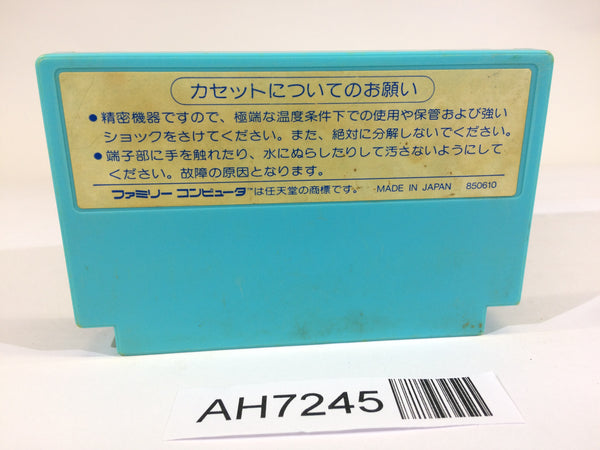 カセットについてのお願い
●精密機器ですので、極端な温度条件下での使用や保管および強い
ショックをさけてください。また、絶対に分解しないでください。
●端子部に手を触れたり、水にぬらしたりして汚さないようにして
ください。故障の原因となります。
ファミリーコンピュータ は任天堂の商標です。 MADE IN JAPAN 850610
AH7245